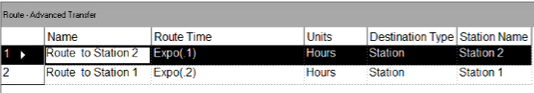 Route - Advanced Transfer
Name Route Time Units Destination Type Station Name
1 Route to Station 2 Expo(.1) Hours Station Station 2
2 Route to Station 1 Expo(.2) Hours Station Station 1